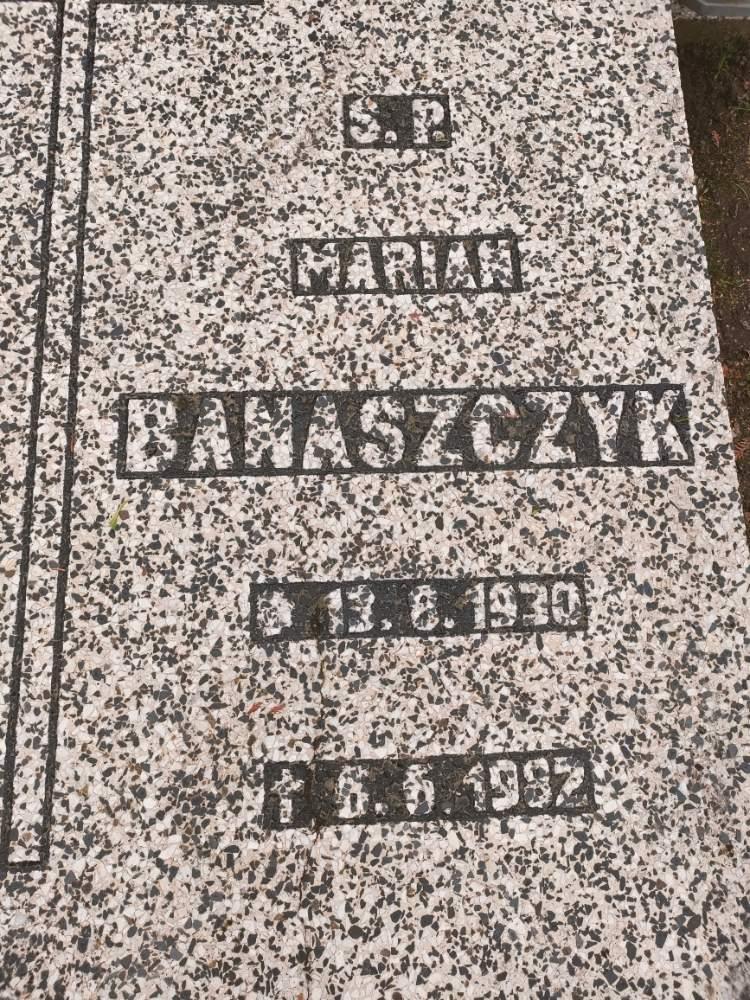 S. P.
MARIAN
BANASZCZYK
1930
1992